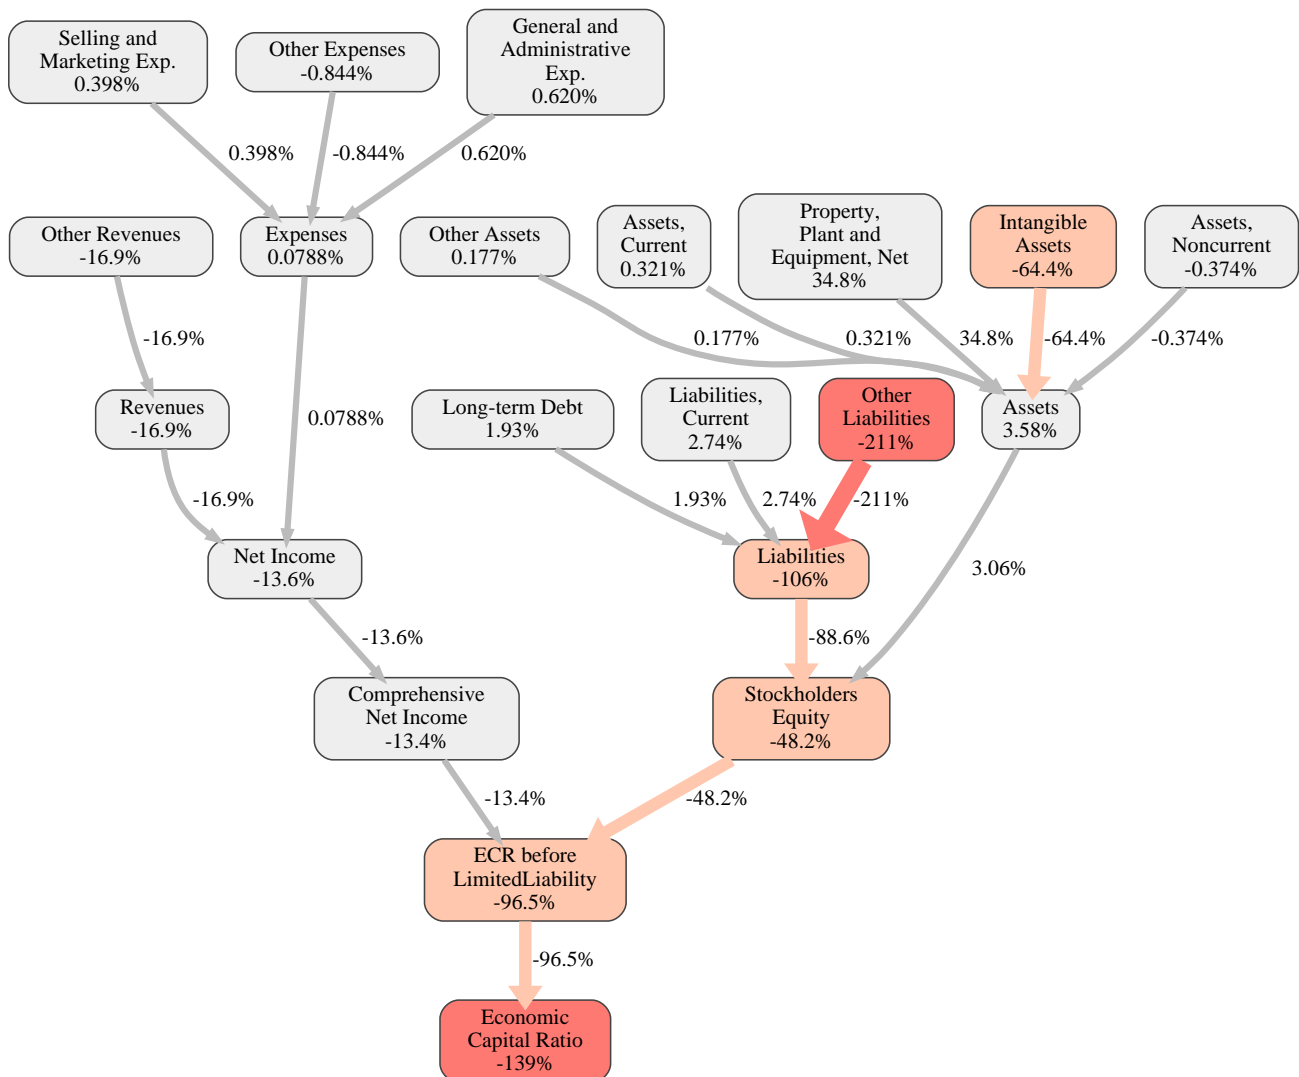 Selling and
Marketing Exp.
0.398%
Other Expenses
-0.844%
General and
Administrative
Exp.
0.620%
0.398%
-0.844%
0.620%
Other Revenues
-16.9%
Expenses
0.0788%
Other Assets
0.177%
Assets,
Current
0.321%
Property,
Plant and
Equipment, Net
34.8%
Intangible
Assets
-64.4%
Assets,
Noncurrent
-0.374%
-16.9%
0.177%
0.321%
34.8%
-64.4%
-0.374%
Revenues
-16.9%
0.0788%
Long-term Debt
1.93%
Liabilities,
Current
2.74%
Other
Liabilities
-211%
Assets
3.58%
-16.9%
1.93%
2.74%
-211%
Net Income
-13.6%
Liabilities
-106%
3.06%
-13.6%
-88.6%
Comprehensive
Net Income
-13.4%
Stockholders
Equity
-48.2%
-13.4%
-48.2%
ECR before
LimitedLiability
-96.5%
-96.5%
Economic
Capital Ratio
-139%